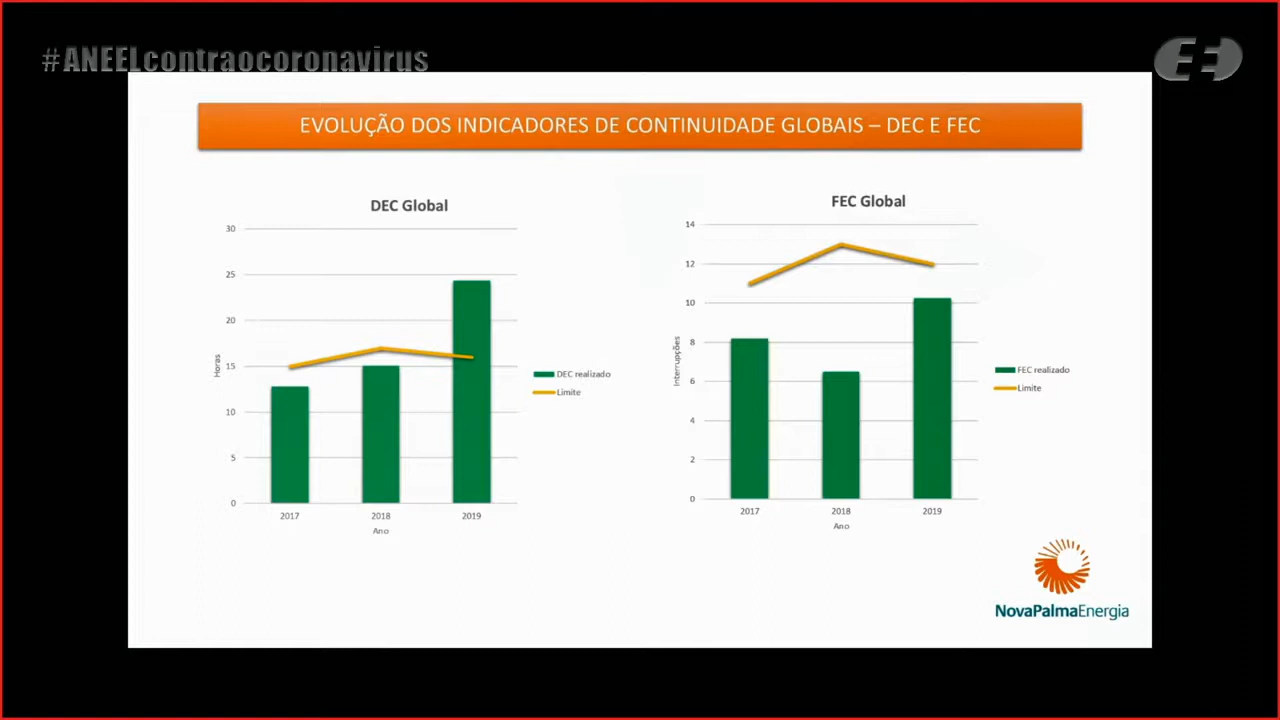 #ANEELcontraocoronavirus
EVOLUÇÃO DOS INDICADORES DE CONTINUIDADE GLOBAIS – DEC E FEC
DEC Global
30
25
20
15
10
5
0
Horas
2017 2018 2019
Ano
DEC realizado
Limite
FEC Global
14
12
10
8
6
4
2
0
Interrupções
2017 2018 2019
Ano
FEC realizado
Limite
NovaPalmaEnergia